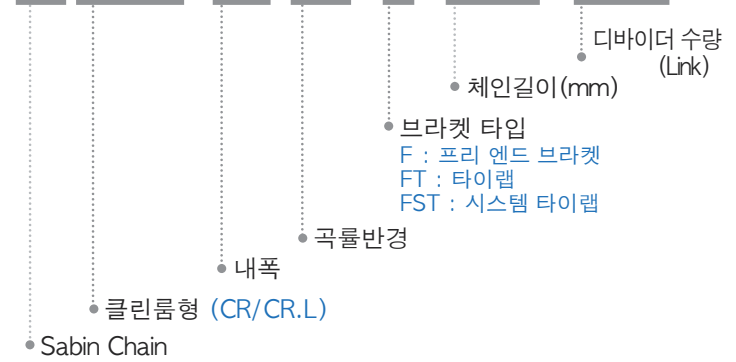 디바이더 수량
(Link)
체인길이(mm)
브라켓 타입
F : 프리 엔드 브라켓
FT : 타이랩
FST : 시스템 타이랩
곡률반경
내폭
클린룸형 (CR/CR.L)
Sabin Chain